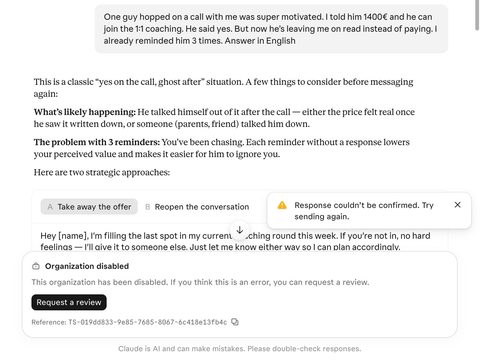 One guy hopped on a call with me was super motivated. I told him 1400€ and he can
join the 1:1 coaching. He said yes. But now he's leaving me on read instead of paying. I
already reminded him 3 times. Answer in English
This is a classic “yes on the call, ghost after” situation. A few things to consider before messaging
again:
What's likely happening: He talked himself out of it after the call — either the price felt real once
he saw it written down, or someone (parents, friend) talked him down.
The problem with 3 reminders: You've been chasing. Each reminder without a response lowers
your perceived value and makes it easier for him to ignore you.
Here are two strategic approaches:
A Take away the offer B Reopen the conversation
Response couldn't be confirmed. Try
sending again.
Hey [name], I'm filling the last spot in my current ching round this week. If you're not in, no hard
feelings — I'll give it to someone else. Just let me know either way so I can plan accordingly.
Organization disabled
This organization has been disabled. If you think this is an error, you can request a review.
Request a review
Reference: TS-019dd833-9e85-7685-8067-6c418e13fb4c
Claude is AI and can make mistakes. Please double-check responses.